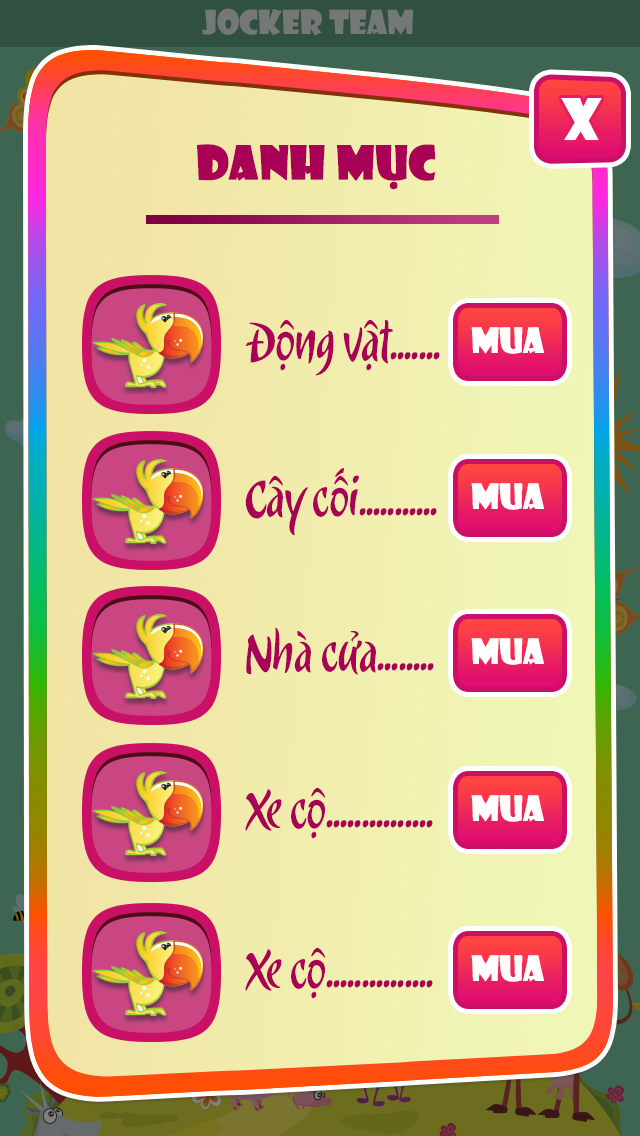 JOCKER TEAM
X
DANH MỤC
Động vật....... MUA
Cây cối........... MUA
Nhà cửa........ MUA
Xe cộ............... MUA
Xe cộ............... MUA